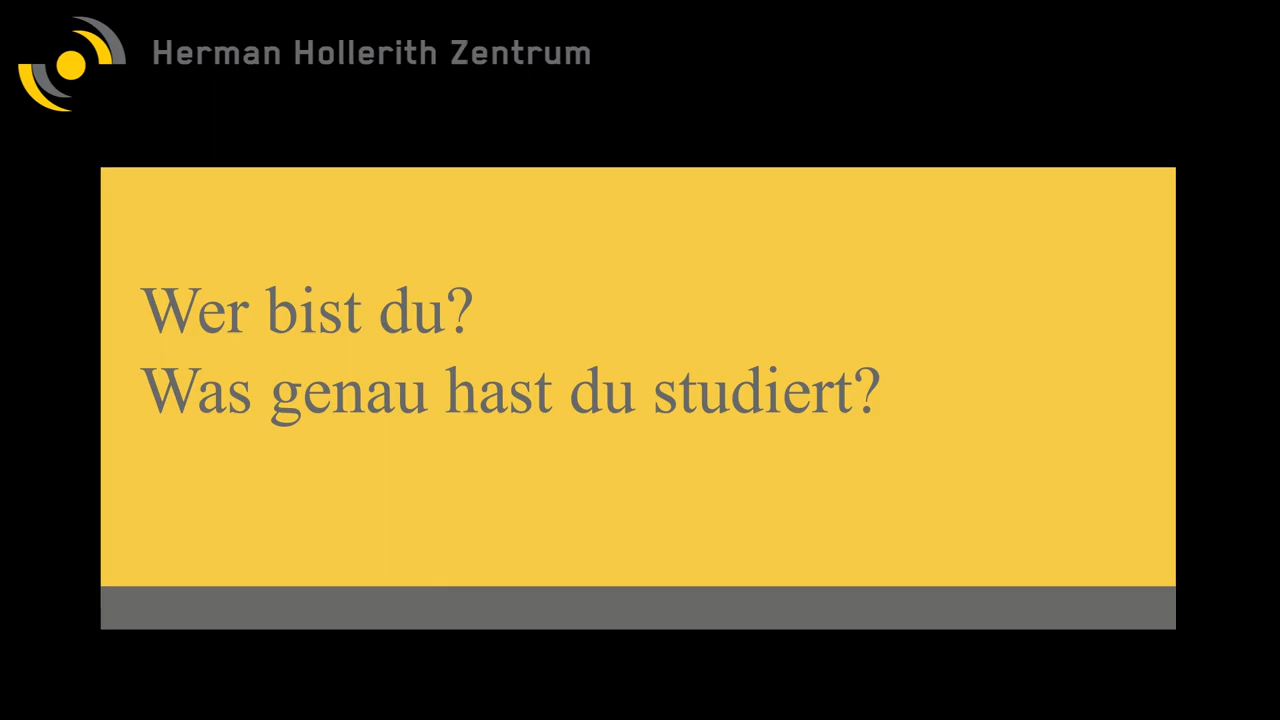 Herman Hollerith Zentrum
Wer bist du?
Was genau hast du studiert?